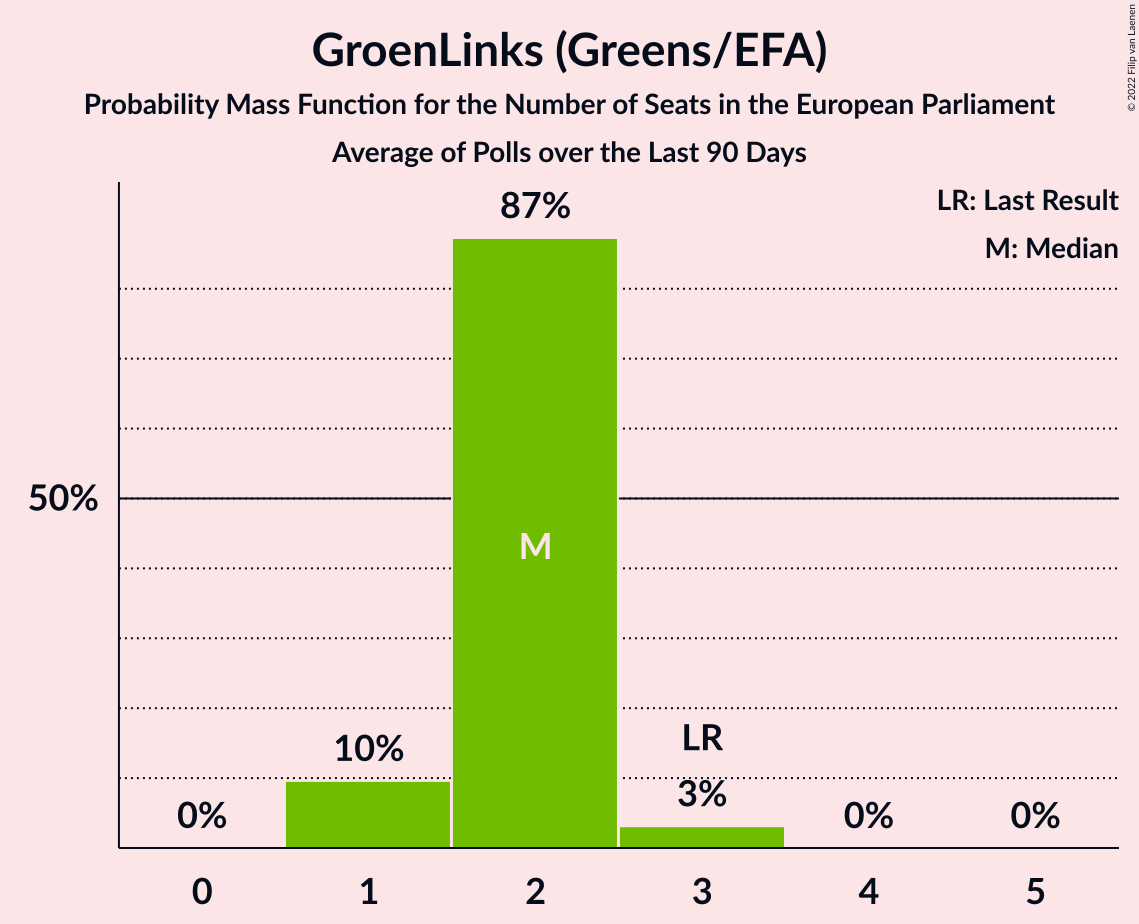 GroenLinks (Greens/EFA)
Probability Mass Function for the Number of Seats in the European Parliament
Average of Polls over the Last 90 Days
© 2022 Filip van Laenen
LR: Last Result
M: Median
87%
50%
M
LR
10%
3%
0%
0%
0%
0 1 2 3 4 5